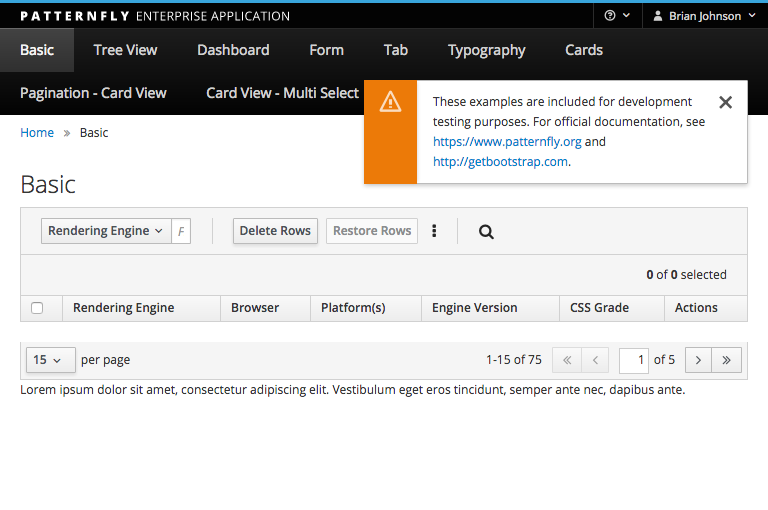 PATTERNFLY ENTERPRISE APPLICATION
Brian Johnson
Basic Tree View Dashboard Form Tab Typography Cards
Pagination - Card View Card View - Multi Select
These examples are included for development
testing purposes. For official documentation, see
https://www.patternfly.org and
http://getbootstrap.com.
Home » Basic
Basic
Rendering Engine F Delete Rows Restore Rows
0 of 0 selected
Rendering Engine Browser Platform(s) Engine Version CSS Grade Actions
15 per page 1-15 of 75 1 of 5
Lorem ipsum dolor sit amet, consectetur adipiscing elit. Vestibulum eget eros tincidunt, semper ante nec, dapibus ante.